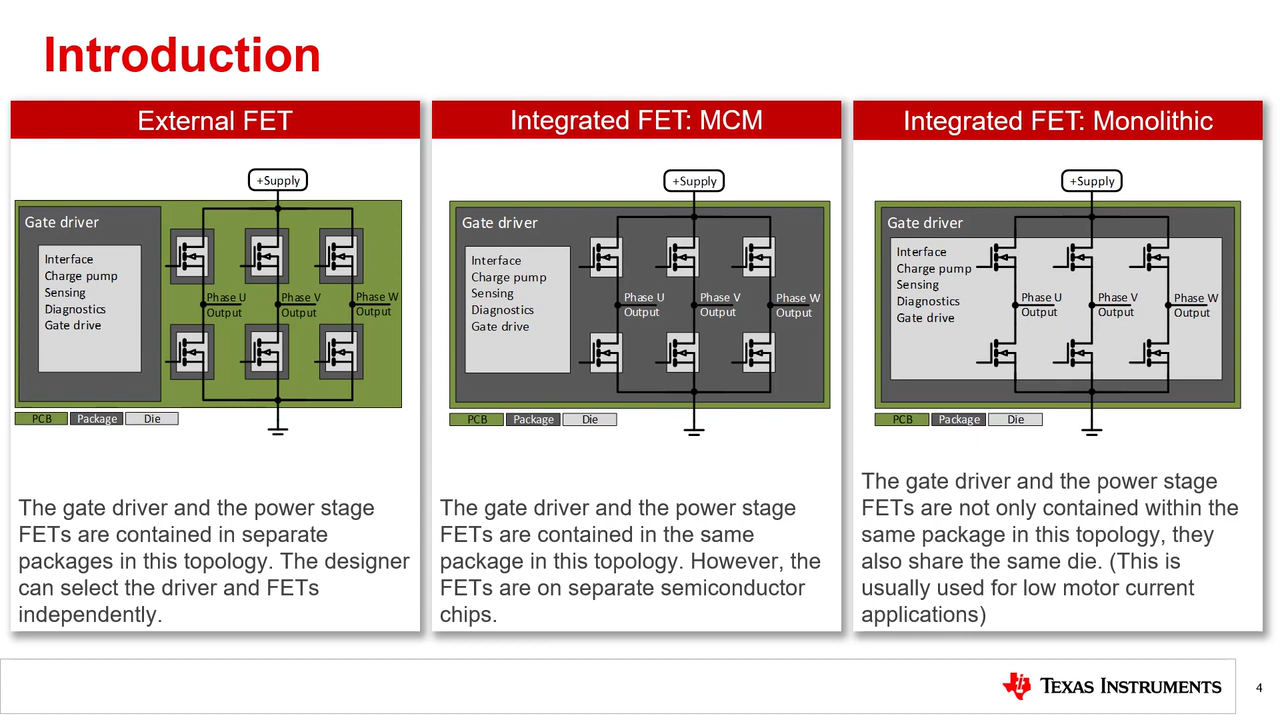 Introduction
External FET
+Supply
Gate driver
Interface
Charge pump
Sensing
Diagnostics
Gate drive
Phase U
Output
Phase V
Output
Phase W
Output
PCB
Package
Die
The gate driver and the power stage
FETs are contained in separate
packages in this topology. The designer
can select the driver and FETs
independently.
Integrated FET: MCM
+Supply
Gate driver
Interface
Charge pump
Sensing
Diagnostics
Gate drive
Phase U
Output
Phase V
Output
Phase W
Output
PCB
Package
Die
The gate driver and the power stage
FETs are contained in the same
package in this topology. However, the
FETs are on separate semiconductor
chips.
Integrated FET: Monolithic
+Supply
Gate driver
Interface
Charge pump
Sensing
Diagnostics
Gate drive
Phase U
Output
Phase V
Output
Phase W
Output
PCB
Package
Die
The gate driver and the power stage
FETs are not only contained within the
same package in this topology, they
also share the same die. (This is
usually used for low motor current
applications)
TEXAS INSTRUMENTS
4